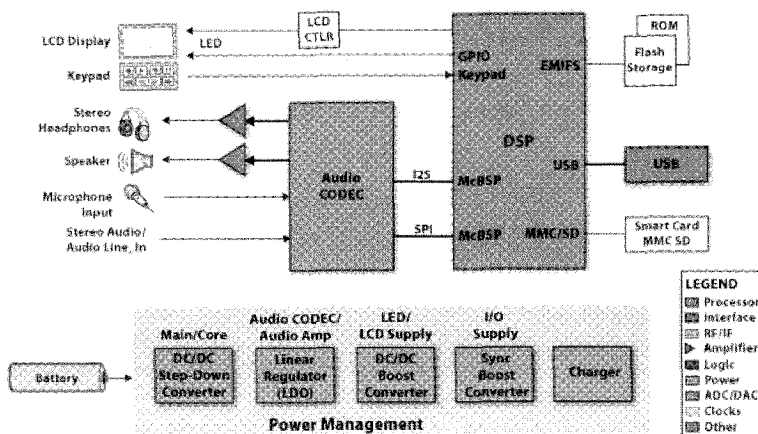 LCD Display
LED
LCD
CTLR
Keypad
GPIO
Keypad
EMIFS
ROM
Flash
Storage
Stereo
Headphones
Speaker
Microphone
Input
Stereo Audio/
Audio Line, In
Audio
CODEC
I2S
SPI
McBSP
McBSP
DSP
USB
MMC/SD
USB
Smart Card
MMC SD
LEGEND
Processor
Interface
RF/IF
Amplifier
Logic
Power
ADC/DAC
Clocks
Other
Battery
Main/Core
DC/DC
Step-Down
Converter
Audio CODEC/
Audio Amp
Linear
Regulator
(LDO)
LED/
LCD Supply
DC/DC
Boost
Converter
I/O
Supply
Sync
Boost
Converter
Charger
Power Management